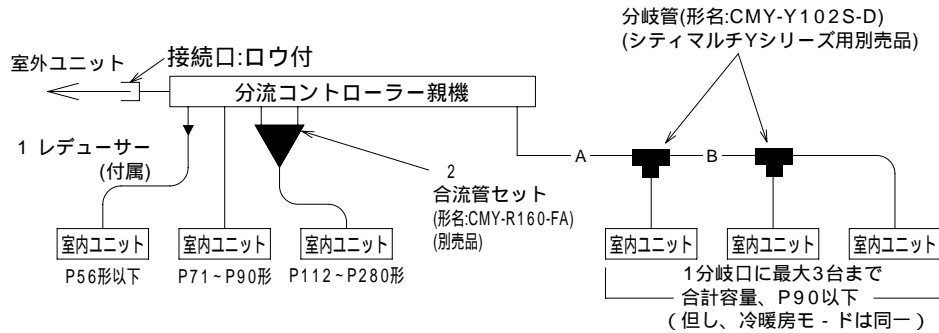 分岐管(形名:CMY-Y102S-D)
(シティマルチYシリーズ用別売品)
接続口:ロウ付
室外ユニット
分流コントローラー親機
1 レデューサー
(付属)
2
合流管セット
(形名:CMY-R160-FA)
(別売品)
A
B
室内ユニット
室内ユニット
室内ユニット
室内ユニット
室内ユニット
室内ユニット
P56形以下
P71~P90形
P112~P280形
1分岐口に最大3台まで
合計容量、P90以下
(但し、冷暖房モ-ドは同一)